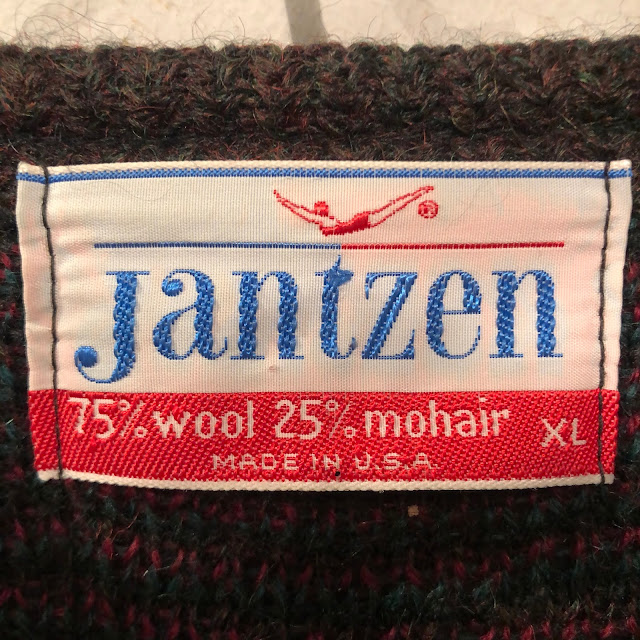 Jantzen
75% wool 25% mohair XL
MADE IN U.S.A.